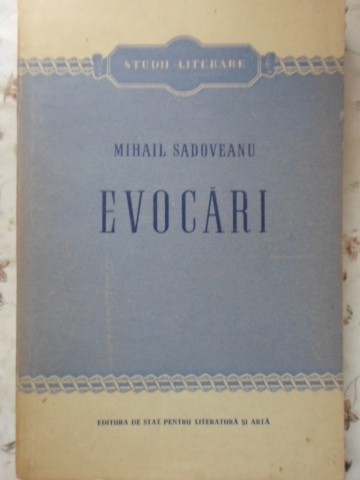 STUDII LITERARE
MIHAIL SADOVEANU
EVOCĂRI
EDITURA DE STAT PENTRU LITERATURĂ ȘI ARTĂ